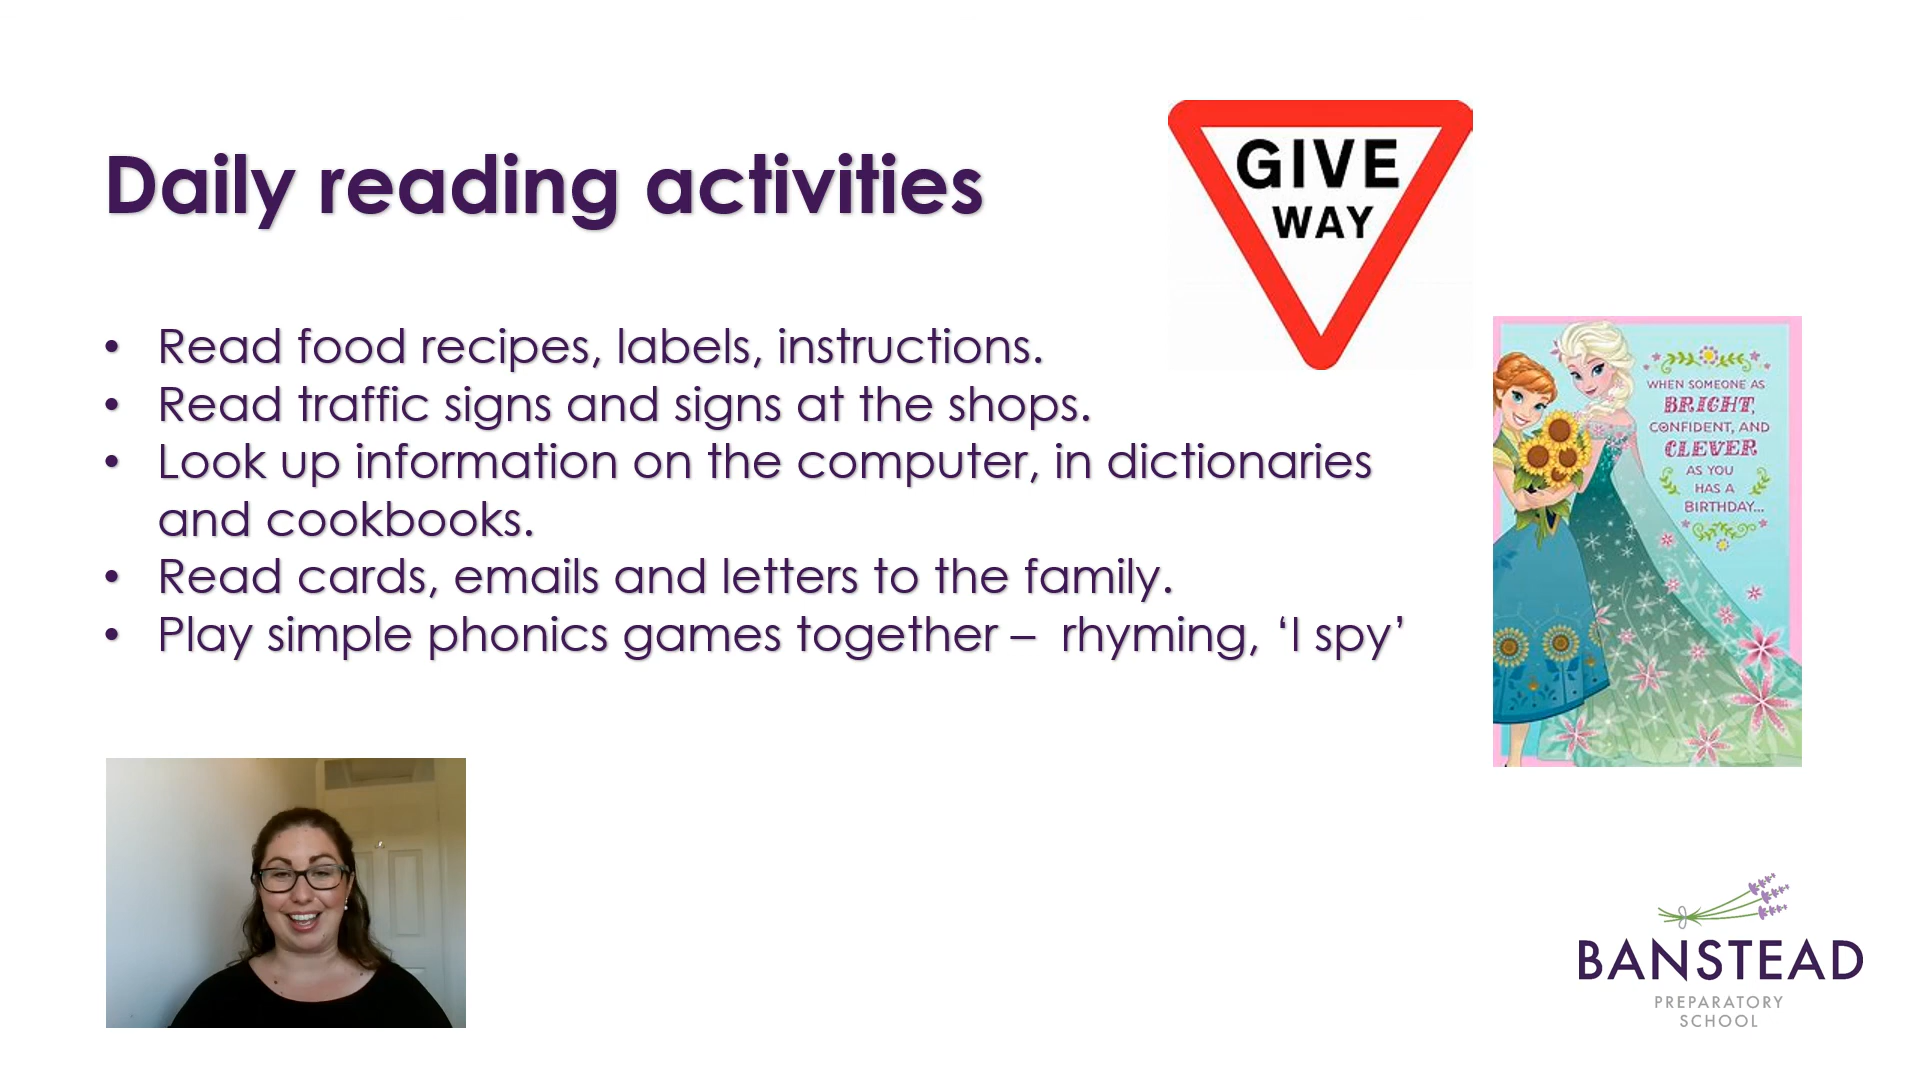 Daily reading activities
GIVE
WAY
• Read food recipes, labels, instructions.
• Read traffic signs and signs at the shops.
• Look up information on the computer, in dictionaries
and cookbooks.
• Read cards, emails and letters to the family.
• Play simple phonics games together –  rhyming, ‘I spy’
WHEN SOMEONE AS
BRIGHT,
CONFIDENT, AND
CLEVER
AS YOU
HAS A
BIRTHDAY...
BANSTEAD
PREPARATORY
SCHOOL